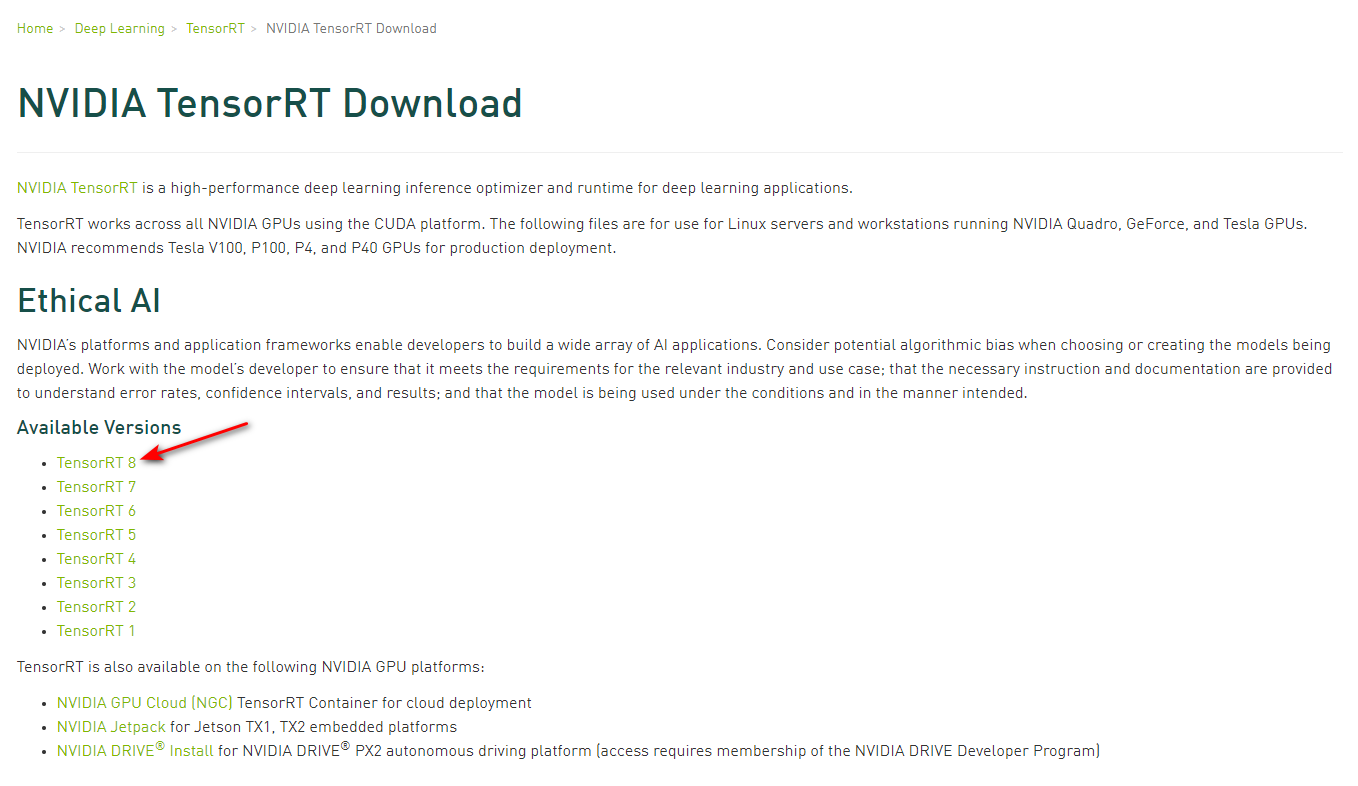 Home > Deep Learning > TensorRT > NVIDIA TensorRT Download
NVIDIA TensorRT Download
NVIDIA TensorRT is a high-performance deep learning inference optimizer and runtime for deep learning applications.
TensorRT works across all NVIDIA GPUs using the CUDA platform. The following files are for use for Linux servers and workstations running NVIDIA Quadro, GeForce, and Tesla GPUs.
NVIDIA recommends Tesla V100, P100, P4, and P40 GPUs for production deployment.
Ethical AI
NVIDIA’s platforms and application frameworks enable developers to build a wide array of AI applications. Consider potential algorithmic bias when choosing or creating the models being
deployed. Work with the model’s developer to ensure that it meets the requirements for the relevant industry and use case; that the necessary instruction and documentation are provided
to understand error rates, confidence intervals, and results; and that the model is being used under the conditions and in the manner intended.
Available Versions
• TensorRT 8
• TensorRT 7
• TensorRT 6
• TensorRT 5
• TensorRT 4
• TensorRT 3
• TensorRT 2
• TensorRT 1
TensorRT is also available on the following NVIDIA GPU platforms:
• NVIDIA GPU Cloud (NGC) TensorRT Container for cloud deployment
• NVIDIA Jetpack for Jetson TX1, TX2 embedded platforms
• NVIDIA DRIVE® Install for NVIDIA DRIVE® PX2 autonomous driving platform (access requires membership of the NVIDIA DRIVE Developer Program)